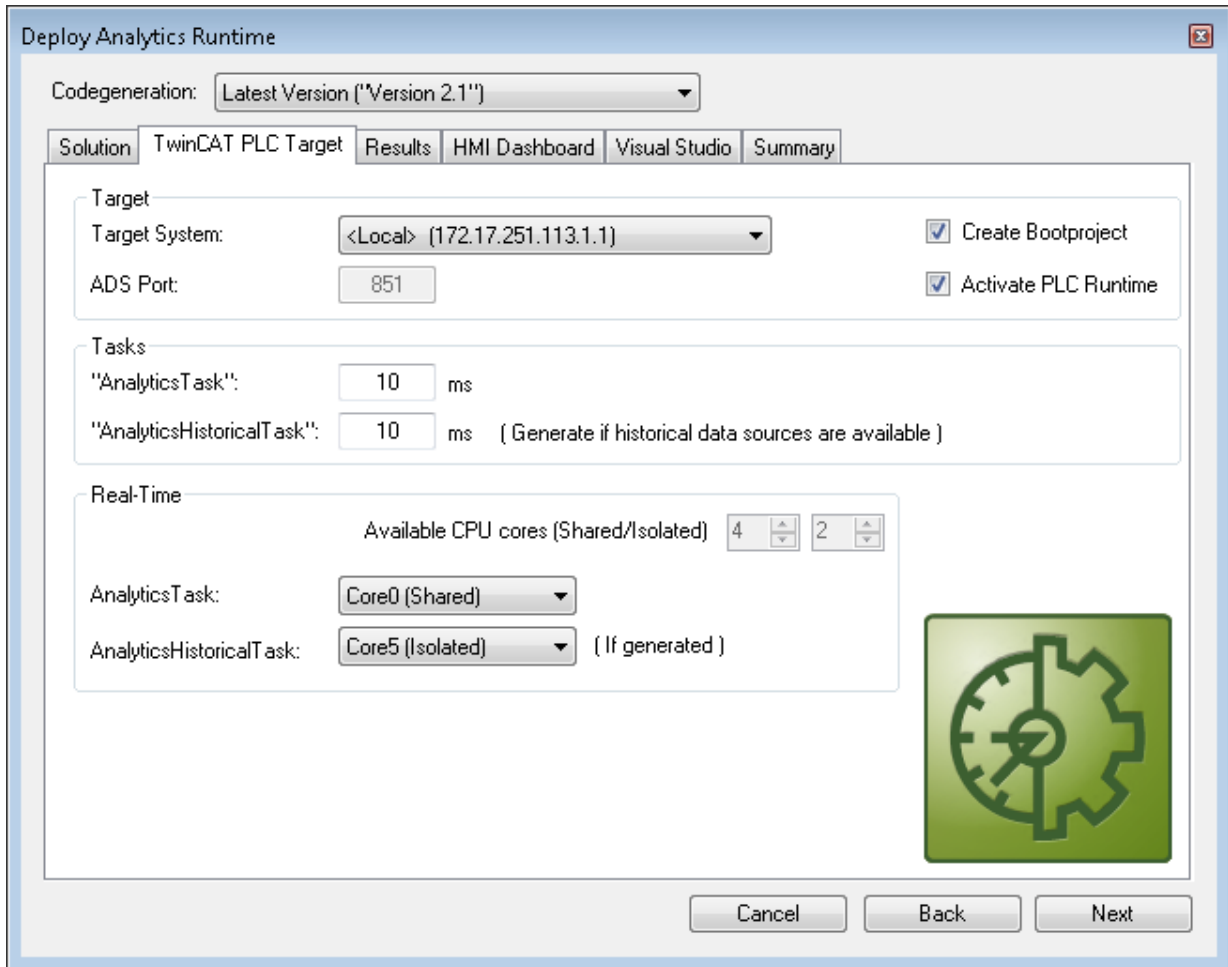 Deploy Analytics Runtime
Codegeneration: Latest Version ("Version 2.1")
Solution TwinCAT PLC Target Results HMI Dashboard Visual Studio Summary
Target
Target System: <Local> (172.17.251.113.1.1) Create Bootproject
ADS Port: 851 Activate PLC Runtime
Tasks
"AnalyticsTask": 10 ms
"AnalyticsHistoricalTask": 10 ms ( Generate if historical data sources are available )
Real-Time
Available CPU cores (Shared/Isolated) 4 2
AnalyticsTask: Core0 (Shared)
AnalyticsHistoricalTask: Core5 (Isolated) ( If generated )
Cancel Back Next